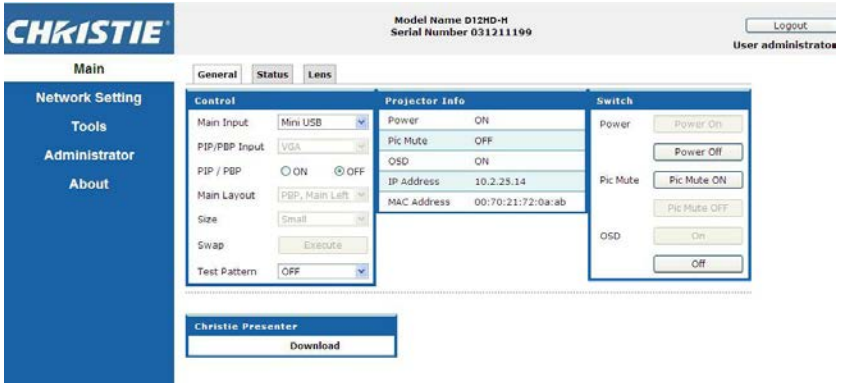 CHRISTIE
Model Name D12HD-H
Serial Number 031211199
Logout
User administrator
Main
Network Setting
Tools
Administrator
About
General Status Lens
Control
Main Input Mini USB
PIP/PBP Input VGA
PIP / PBP ON OFF
Main Layout PBP, Main Left
Size Small
Swap Execute
Test Pattern OFF
Projector Info
Power ON
Pic Mute OFF
OSD ON
IP Address 10.2.25.14
MAC Address 00:70:21:72:0a:ab
Switch
Power Power On
Power Off
Pic Mute Pic Mute ON
Pic Mute OFF
OSD On
Off
Christie Presenter
Download